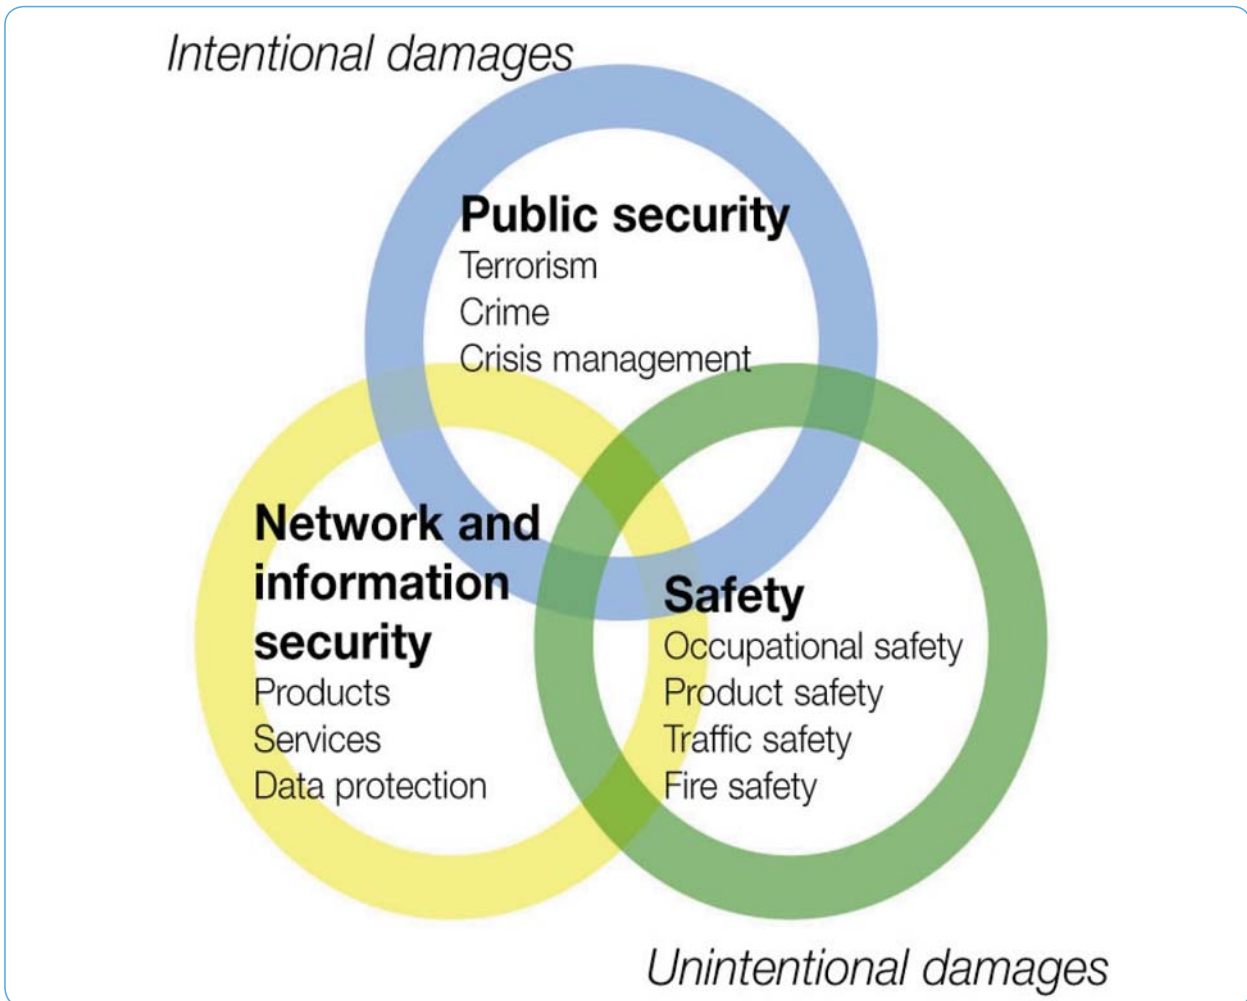 Intentional damages
Public security
Terrorism
Crime
Crisis management
Network and
information
security
Products
Services
Data protection
Safety
Occupational safety
Product safety
Traffic safety
Fire safety
Unintentional damages